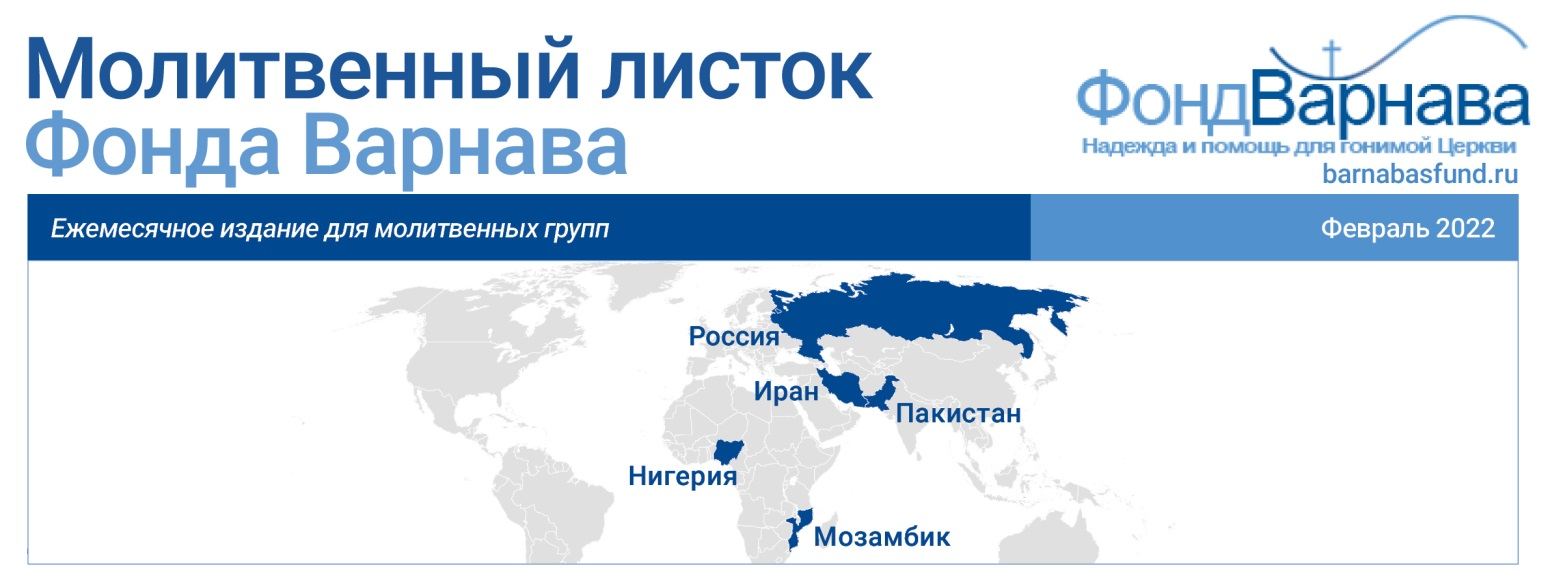 Молитвенный листок
Фонда Варнава
ФондВарнава
Надежда и помощь для гонимой Церкви
barnabasfund.ru
Ежемесячное издание для молитвенных групп
Февраль 2022
Россия
Иран
Пакистан
Нигерия
Мозамбик